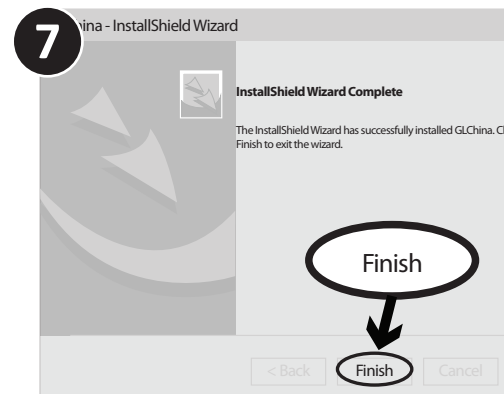 7
ina - InstallShield Wizard
InstallShield Wizard Complete
The InstallShield Wizard has successfully installed GLChina. Cl
Finish to exit the wizard.
Finish
< Back Finish Cancel